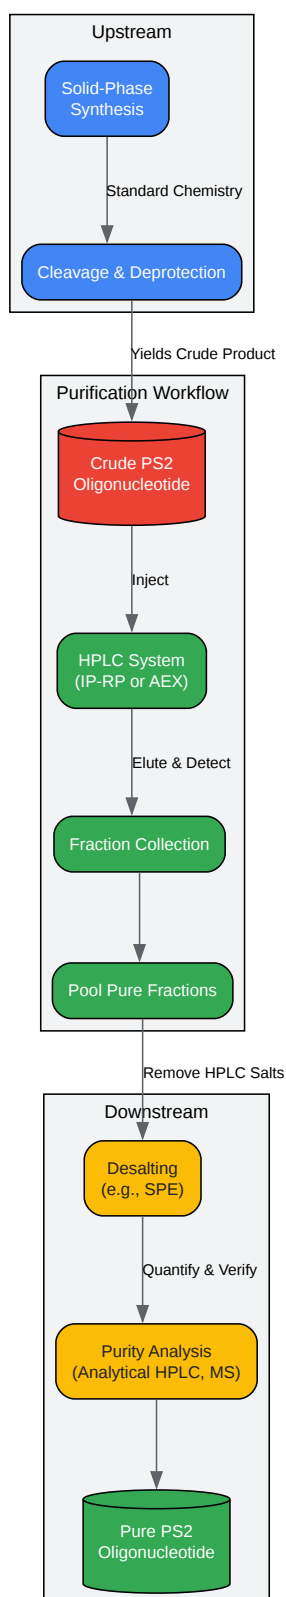 Upstream
Solid-Phase
Synthesis
Standard Chemistry
Cleavage & Deprotection
Yields Crude Product
Purification Workflow
Crude PS2
Oligonucleotide
Inject
HPLC System
(IP-RP or AEX)
Elute & Detect
Fraction Collection
Pool Pure Fractions
Remove HPLC Salts
Downstream
Desalting
(e.g., SPE)
Quantify & Verify
Purity Analysis
(Analytical HPLC, MS)
Pure PS2
Oligonucleotide